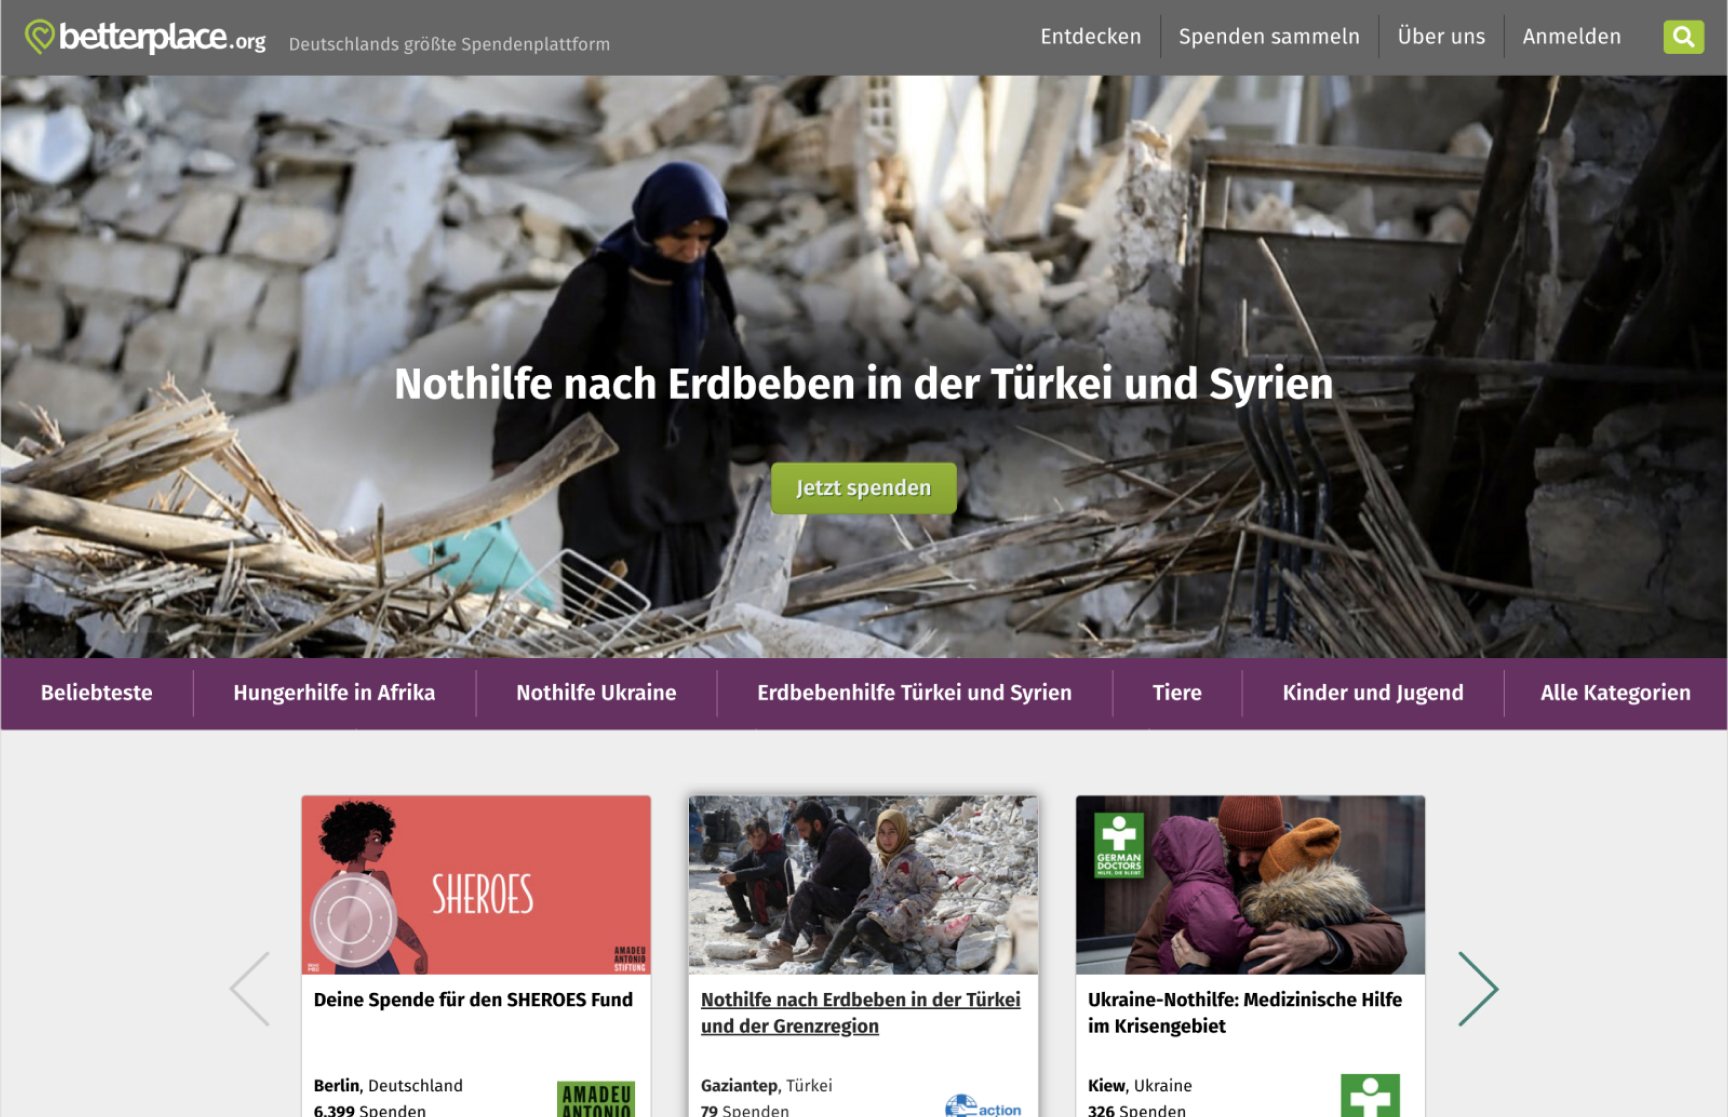 betterplace.org Deutschlands größte Spendenplattform Entdecken Spenden sammeln Über uns Anmelden
Nothilfe nach Erdbeben in der Türkei und Syrien
Jetzt spenden
Beliebteste Hungerhilfe in Afrika Nothilfe Ukraine Erdbebenhilfe Türkei und Syrien Tiere Kinder und Jugend Alle Kategorien
SHEROES
AMADEU
ANTONIO
STIFTUNG
Deine Spende für den SHEROES Fund
Berlin, Deutschland
6.399 Spenden
AMADEU
ANTONIO
Nothilfe nach Erdbeben in der Türkei
und der Grenzregion
Gaziantep, Türkei
79 Spenden
action
GERMAN
DOCTORS
HILFE, DIE BLEIBT
Ukraine-Nothilfe: Medizinische Hilfe
im Krisengebiet
Kiew, Ukraine
326 Spenden